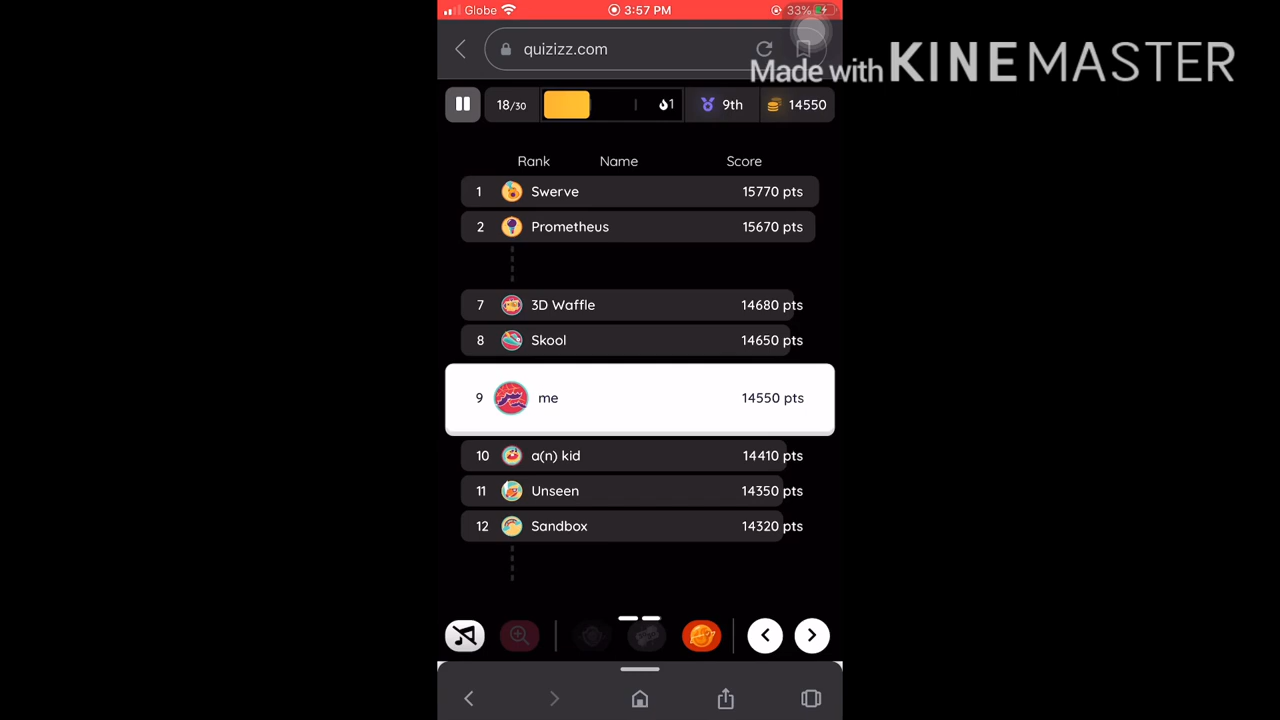 Globe 3:57 PM 33%
quizizz.com
Made with KINEMASTER
18/30 1 9th 14550
Rank Name Score
1 Swerve 15770 pts
2 Prometheus 15670 pts
7 3D Waffle 14680 pts
8 Skool 14650 pts
9 me 14550 pts
10 a(n) kid 14410 pts
11 Unseen 14350 pts
12 Sandbox 14320 pts